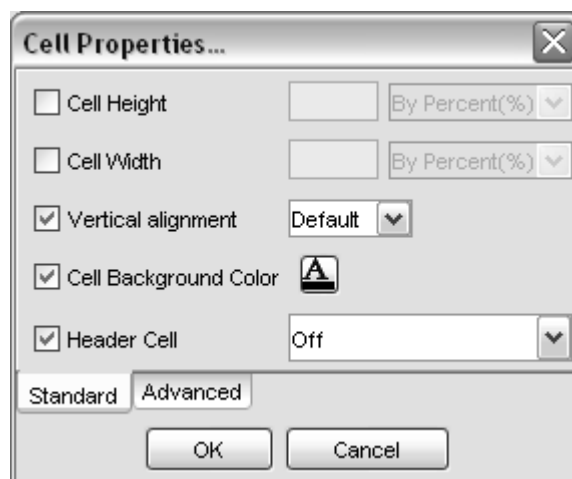 Cell Properties...
Cell Height By Percent(%)
Cell Width By Percent(%)
Vertical alignment Default
Cell Background Color A
Header Cell Off
Standard Advanced
OK Cancel